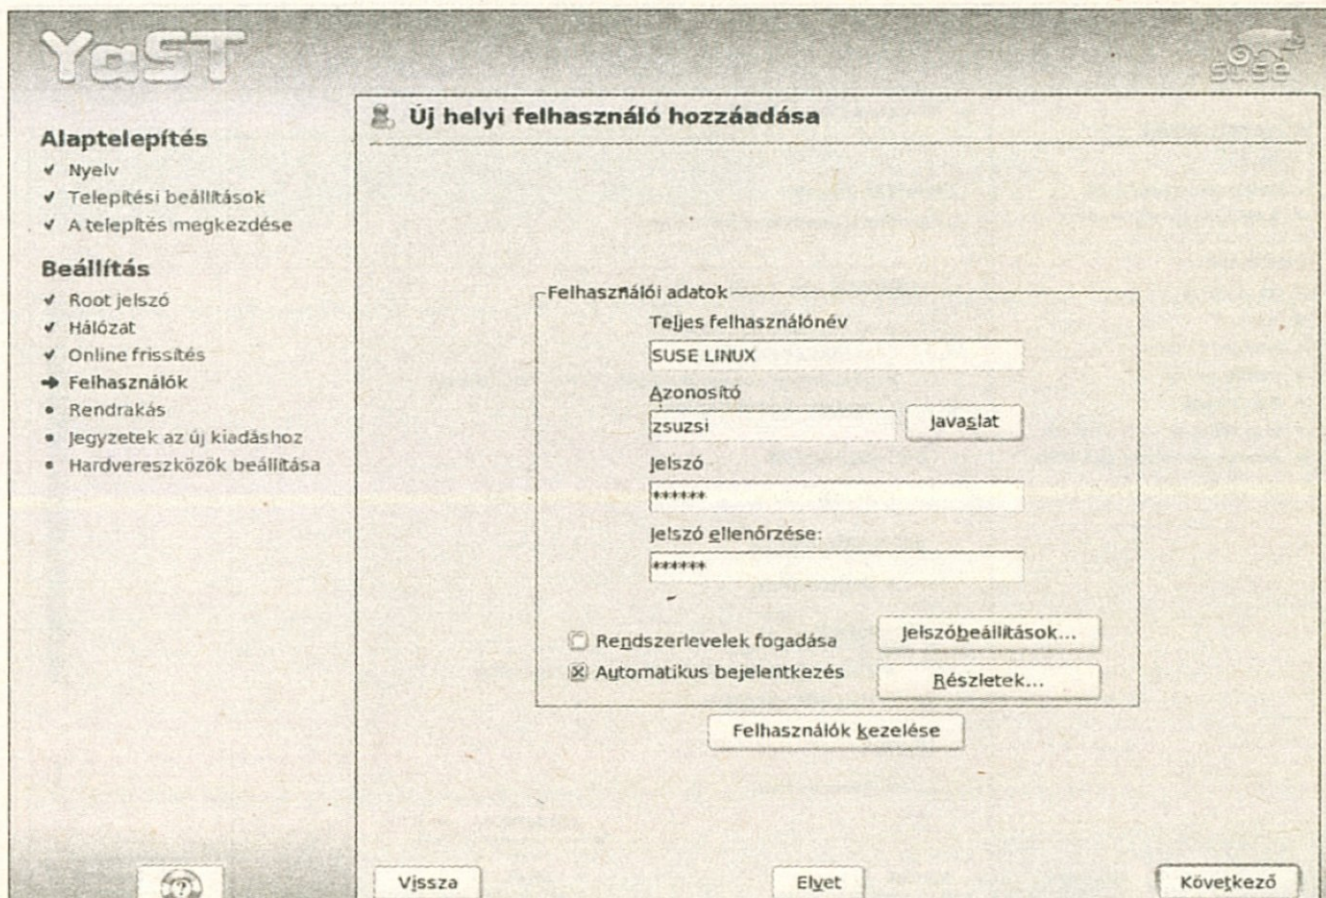 YaST
suse
Alaptelepítés
Nyelv
Telepítési beállítások
A telepítés megkezdése
Beállítás
Root jelszó
Hálózat
Online frissítés
Felhasználók
Rendrakás
Jegyzetek az új kiadáshoz
Hardvereszközök beállítása
Új helyi felhasználó hozzáadása
Felhasználói adatok
Teljes felhasználónév
SUSE LINUX
Azonosító
zsuzsi
Javaslat
Jelszó
******
Jelszó ellenőrzése:
******
Rendszerlevelek fogadása
Jelszóbeállítások...
Automatikus bejelentkezés
Részletek...
Felhasználók kezelése
?
Vissza
Elvet
Következő